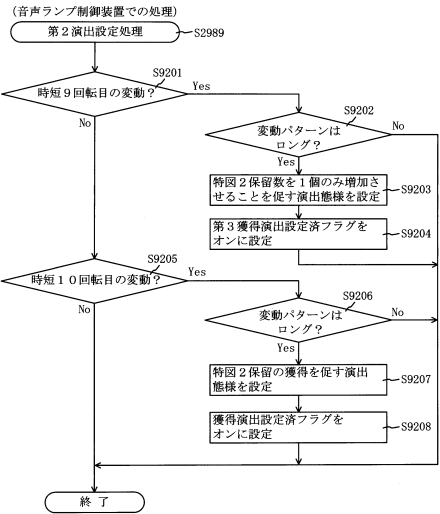 (音声ランプ制御装置での処理)
第2演出設定処理
S2989
S9201
時短9回転目の変動?
Yes
No
S9202
変動パターンは
ロング?
No
Yes
特図2保留数を1個のみ増加さ
せることを促す演出態様を設定
S9203
第3獲得演出設定済フラグを
オンに設定
S9204
S9205
時短10回転目の変動?
Yes
No
S9206
変動パターンは
ロング?
No
Yes
特図2保留の獲得を促す演出
態様を設定
S9207
獲得演出設定済フラグを
オンに設定
S9208
終了